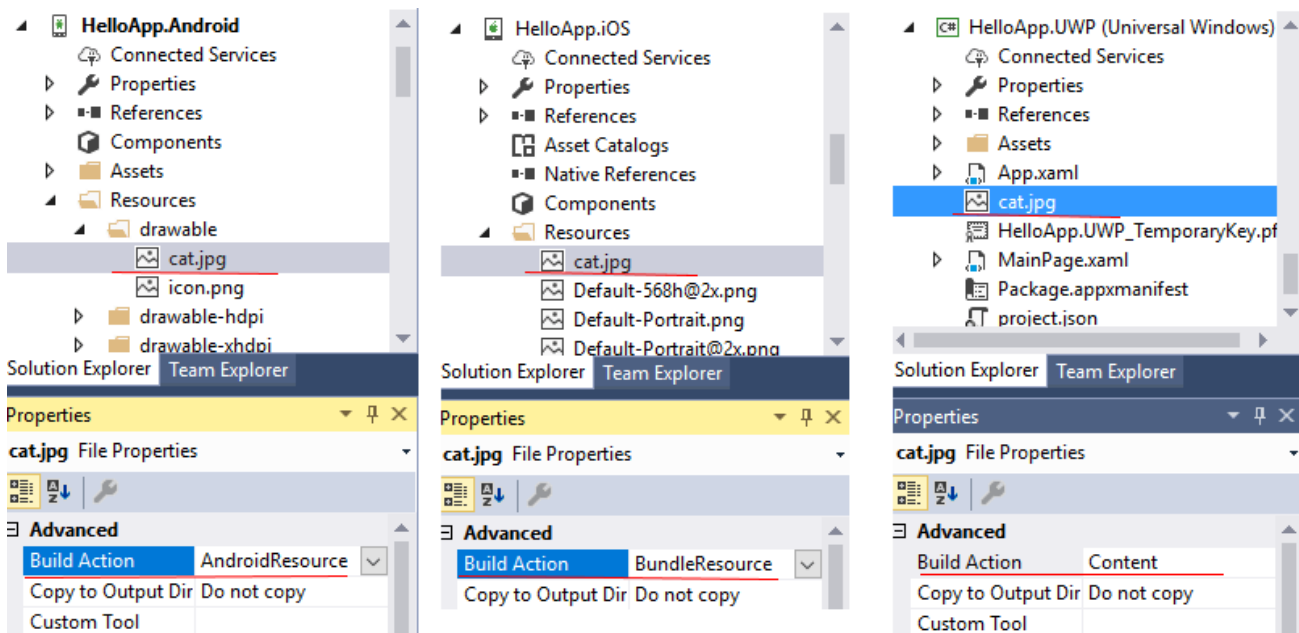 HelloApp.Android
Connected Services
Properties
References
Components
Assets
Resources
drawable
cat.jpg
icon.png
drawable-hdpi
drawable-xhdpi
Solution Explorer Team Explorer
Properties
cat.jpg File Properties
Advanced
Build Action AndroidResource
Copy to Output Dir Do not copy
Custom Tool
HelloApp.iOS
Connected Services
Properties
References
Asset Catalogs
Native References
Components
Resources
cat.jpg
Default-568h@2x.png
Default-Portrait.png
Default-Portrait@2x.png
Solution Explorer Team Explorer
Properties
cat.jpg File Properties
Advanced
Build Action BundleResource
Copy to Output Dir Do not copy
C# HelloApp.UWP (Universal Windows)
Connected Services
Properties
References
Assets
App.xaml
cat.jpg
HelloApp.UWP_TemporaryKey.pf
MainPage.xaml
Package.appxmanifest
project.json
Solution Explorer Team Explorer
Properties
cat.jpg File Properties
Advanced
Build Action Content
Copy to Output Dir Do not copy
Custom Tool